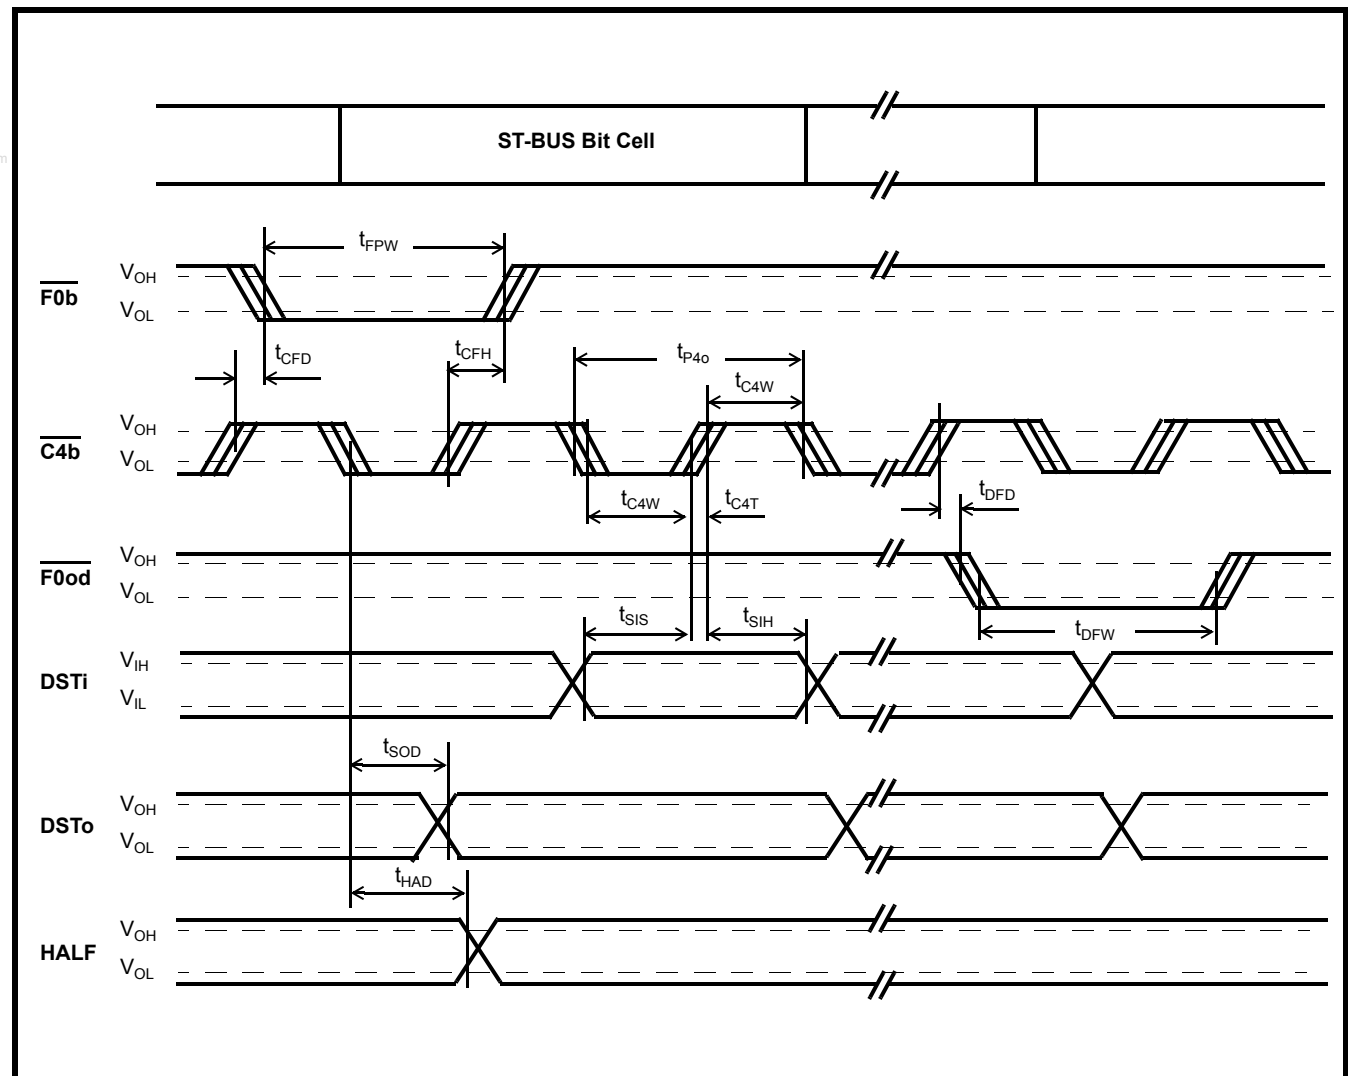 ST-BUS Bit Cell
tFPW
VOH
F0b
VOL
tCFD
tCFH
tP4o
tC4W
VOH
C4b
VOL
tC4W
tC4T
tDFD
VOH
F0od
VOL
tSIS
tSIH
tDFW
VIH
DSTi
VIL
tSOD
VOH
DSTo
VOL
tHAD
VOH
HALF
VOL